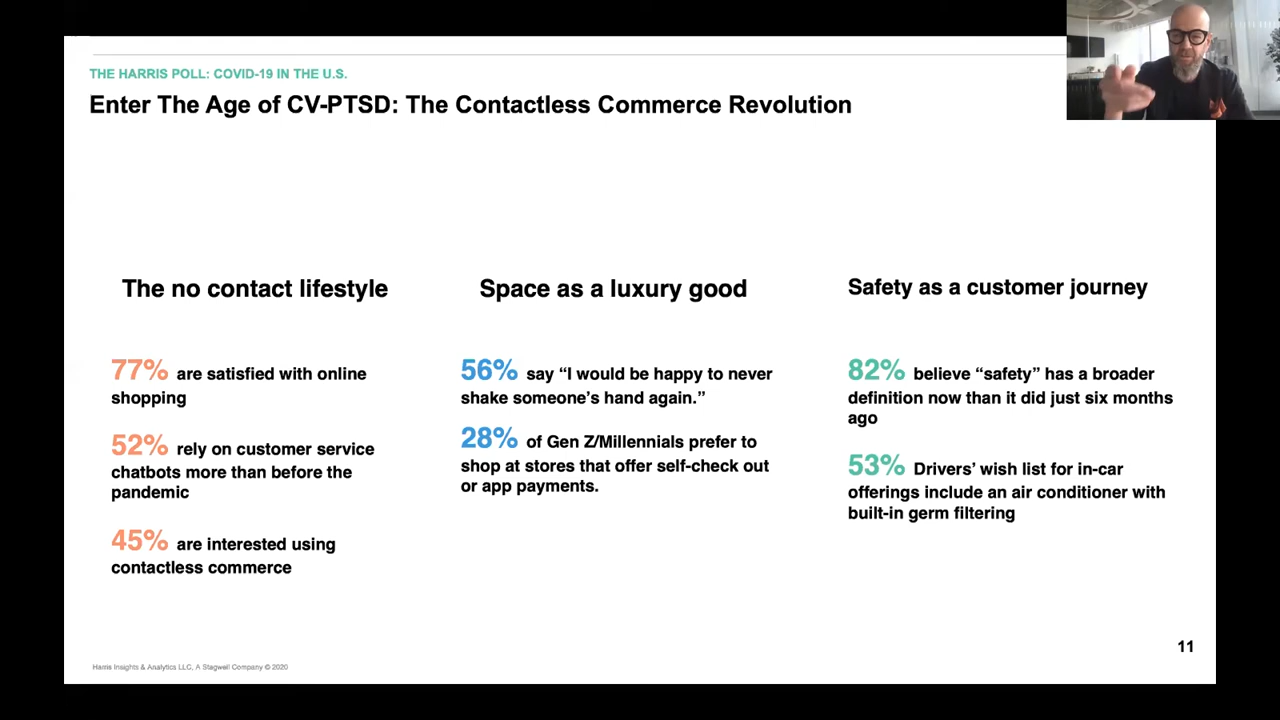 THE HARRIS POLL: COVID-19 IN THE U.S.
Enter The Age of CV-PTSD: The Contactless Commerce Revolution
The no contact lifestyle
77% are satisfied with online
shopping
52% rely on customer service
chatbots more than before the
pandemic
45% are interested using
contactless commerce
Space as a luxury good
56% say “I would be happy to never
shake someone’s hand again.”
28% of Gen Z/Millennials prefer to
shop at stores that offer self-check out
or app payments.
Safety as a customer journey
82% believe “safety” has a broader
definition now than it did just six months
ago
53% Drivers’ wish list for in-car
offerings include an air conditioner with
built-in germ filtering
11
Harris Insights & Analytics LLC, A Stagwell Company © 2020